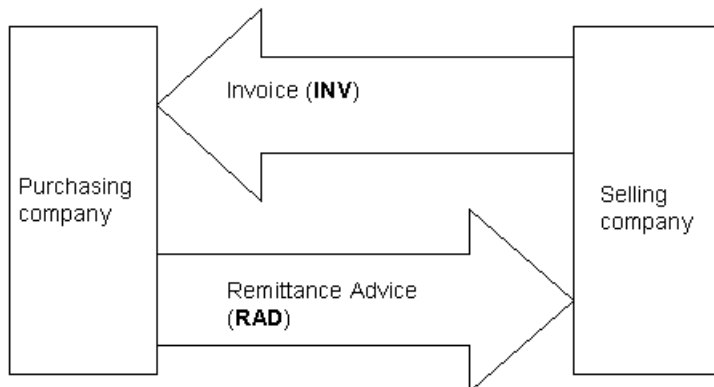 Invoice (INV)
Purchasing
company
Selling
company
Remittance Advice
(RAD)